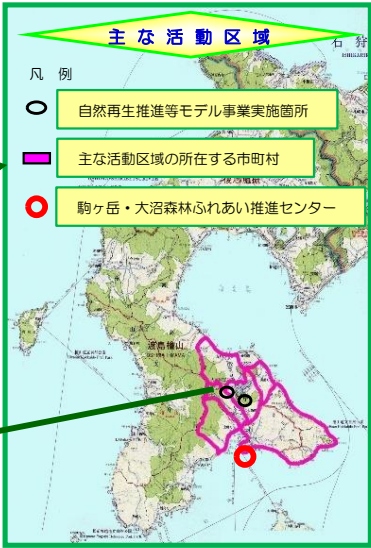 主な活動区域
石狩
凡例
自然再生推進等モデル事業実施箇所
主な活動区域の所在する市町村
駒ヶ岳・大沼森林ふれあい推進センター
渡島檜山